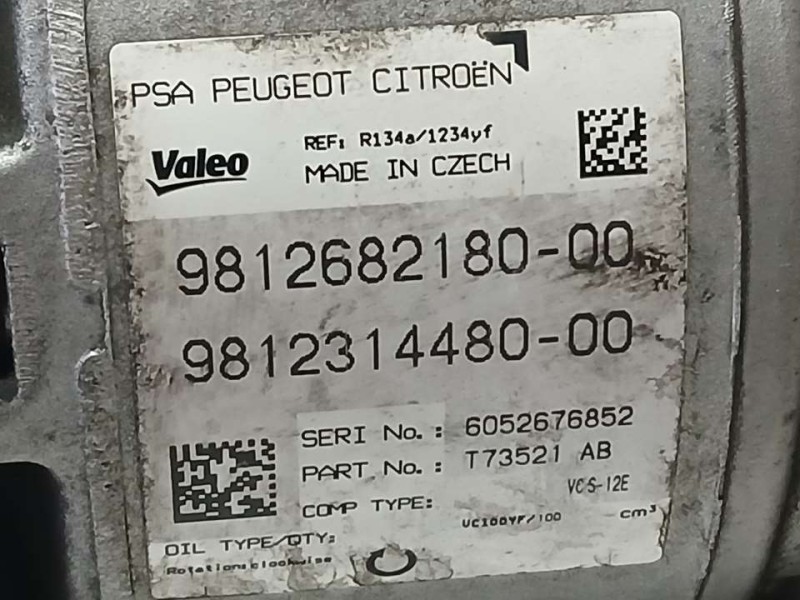 PSA PEUGEOT CITROËN
REF: R134a/1234yf
Valeo
MADE IN CZECH
9812682180-00
9812314480-00
SERI No.: 6052676852
PART No.: T73521 AB
COMP TYPE: VCS-12E
OIL TYPE/QTY: UC100YF/100 cm³
Rotation:clockwise